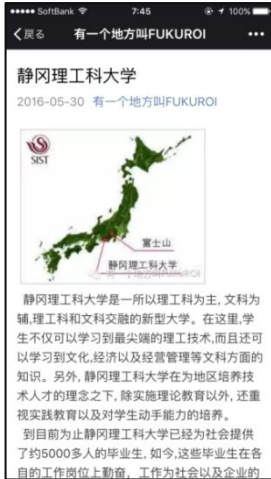 SoftBank 7:45 100%
戻る 有一个地方叫FUKUROI
静冈理工科大学
2016-05-30 有一个地方叫FUKUROI
SIST
富士山
静冈理工科大学
静冈理工科大学是一所以理工科为主, 文科为
辅,理工科和文科交融的新型大学。在这里,学
生不仅可以学习到最尖端的理工技术,而且还可
以学习到文化,经济以及经营管理等文科方面的
知识。另外, 静冈理工科大学在为地区培养技
术人才的理念之下, 除实施理论教育以外, 还重
视实践教育以及对学生动手能力的培养。
到目前为止静冈理工科大学已经为社会提供
了约5000多人的毕业生, 如今,这些毕业生在各
自的工作岗位上勤奋，工作为社会以及企业的